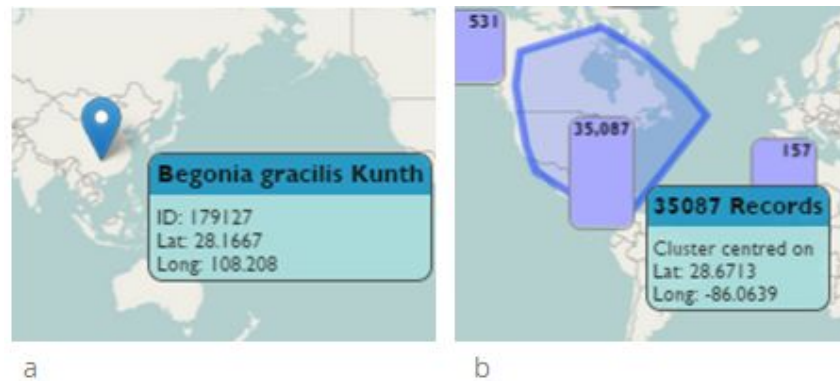 Begonia gracilis Kunth
ID: 179127
Lat: 28.1667
Long: 108.208
a
531
35,087
157
35087 Records
Cluster centred on
Lat: 28.6713
Long: -86.0639
b